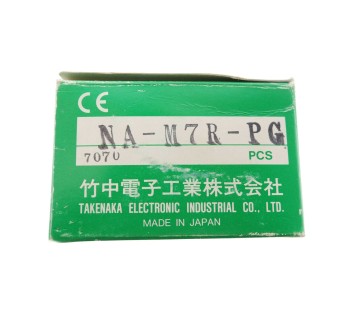 CE
NA-M7R-PG
7070
PCS
竹中電子工業株式会社
TAKENAKA ELECTRONIC INDUSTRIAL CO., LTD.
MADE IN JAPAN